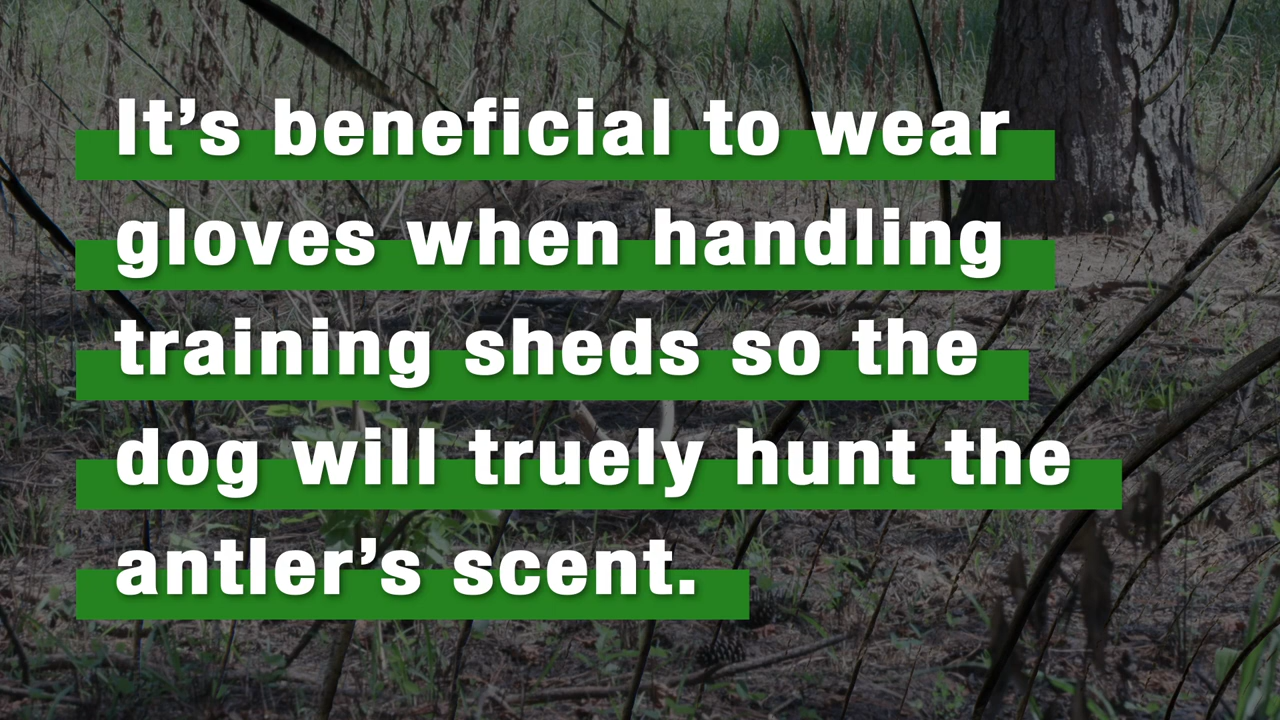 It’s beneficial to wear
gloves when handling
training sheds so the
dog will truely hunt the
antler’s scent.